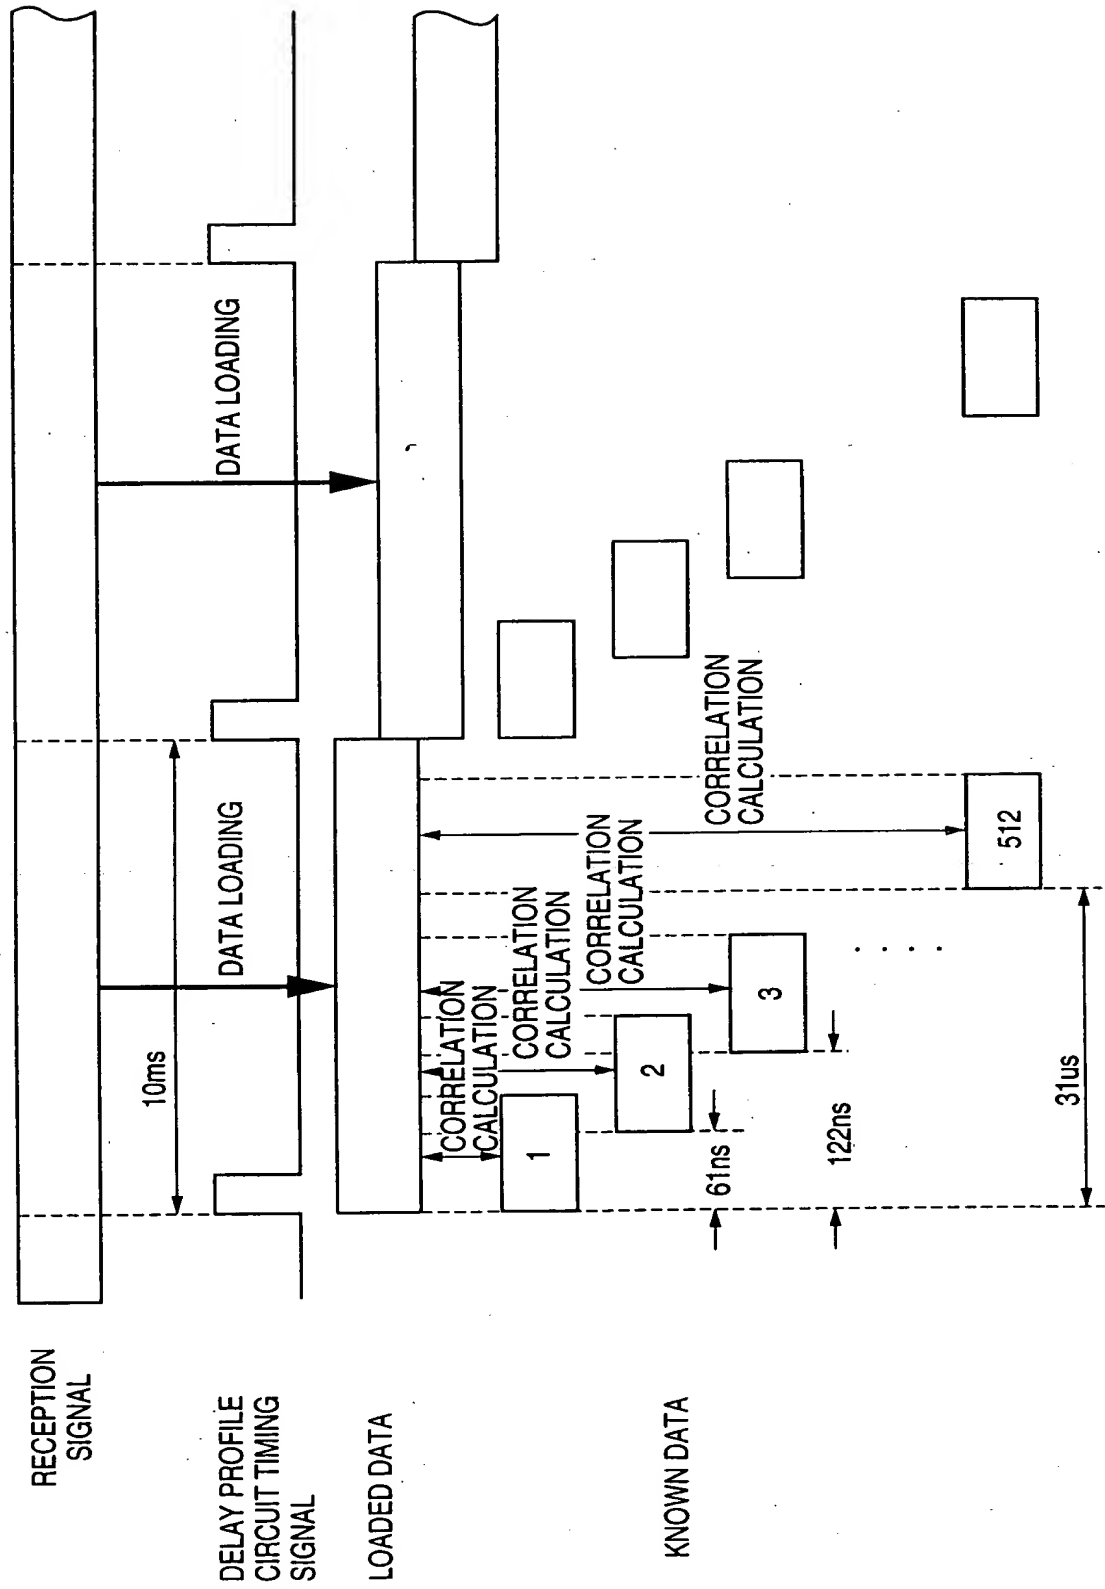 RECEPTION
SIGNAL
10ms
DELAY PROFILE
CIRCUIT TIMING
SIGNAL
DATA LOADING
DATA LOADING
LOADED DATA
CORRELATION
CALCULATION
CORRELATION
CALCULATION
CORRELATION
CALCULATION
CORRELATION
CALCULATION
KNOWN DATA
1
2
3
512
61ns
122ns
31us